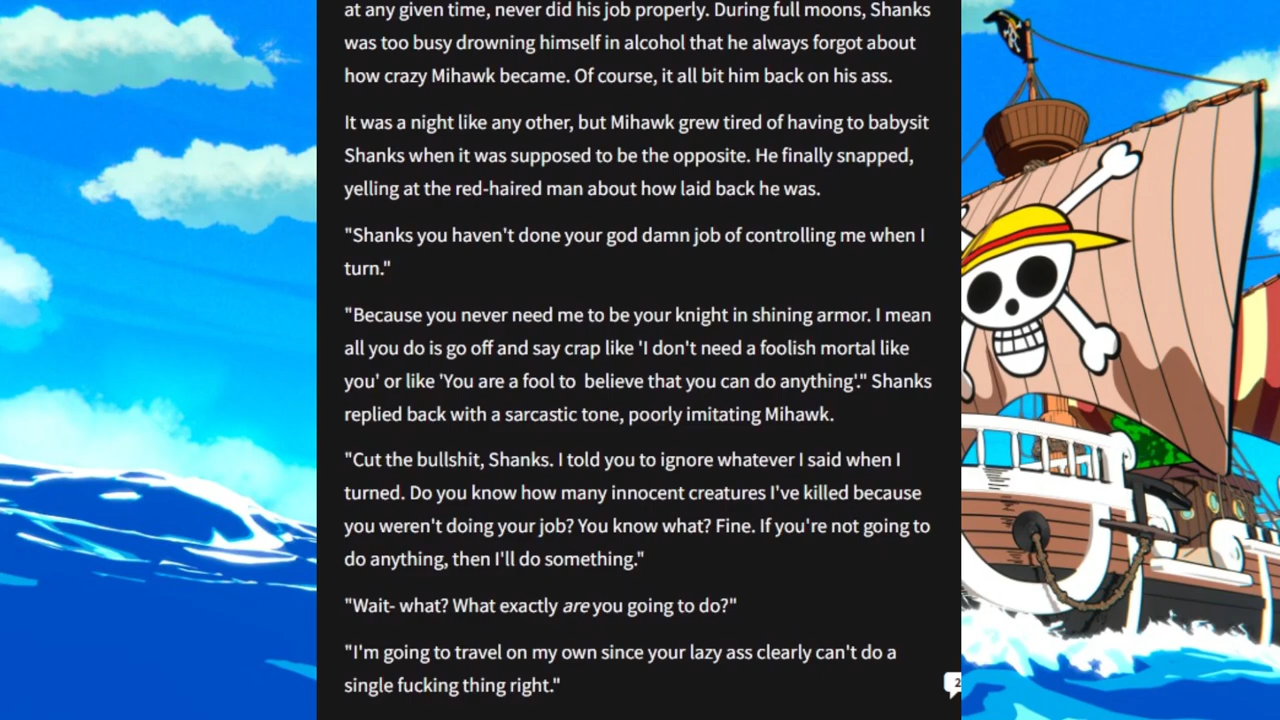 at any given time, never did his job properly. During full moons, Shanks
was too busy drowning himself in alcohol that he always forgot about
how crazy Mihawk became. Of course, it all bit him back on his ass.
It was a night like any other, but Mihawk grew tired of having to babysit
Shanks when it was supposed to be the opposite. He finally snapped,
yelling at the red-haired man about how laid back he was.
"Shanks you haven't done your god damn job of controlling me when I
turn."
"Because you never need me to be your knight in shining armor. I mean
all you do is go off and say crap like 'I don't need a foolish mortal like
you' or like 'You are a fool to  believe that you can do anything'." Shanks
replied back with a sarcastic tone, poorly imitating Mihawk.
"Cut the bullshit, Shanks. I told you to ignore whatever I said when I
turned. Do you know how many innocent creatures I've killed because
you weren't doing your job? You know what? Fine. If you're not going to
do anything, then I'll do something."
"Wait- what? What exactly are you going to do?"
"I'm going to travel on my own since your lazy ass clearly can't do a
single fucking thing right."
2